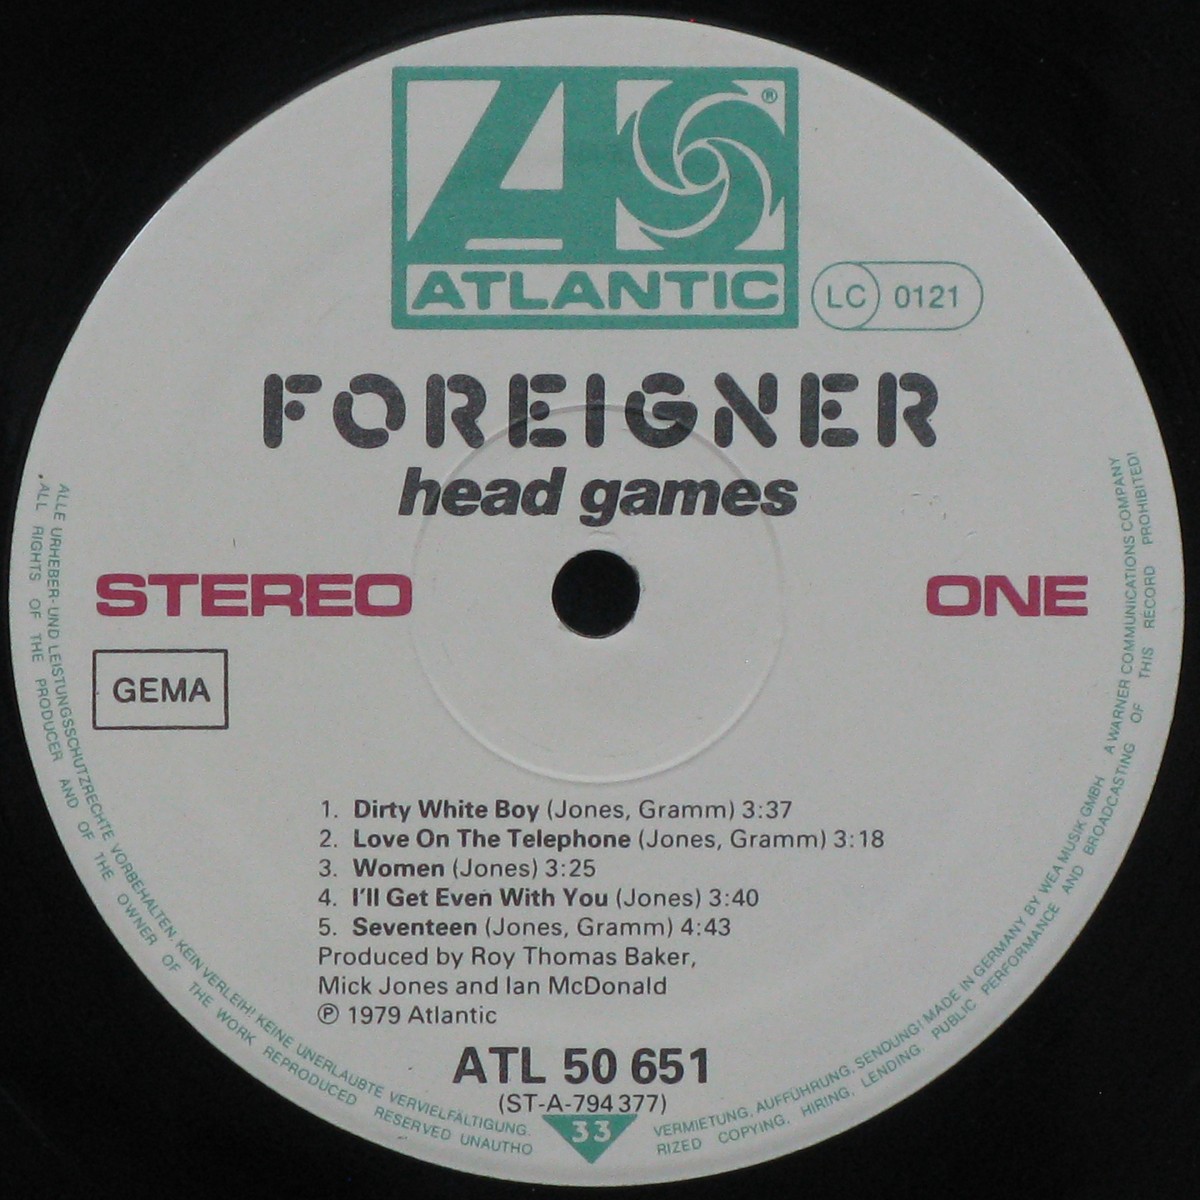 ®
ATLANTIC
LC 0121
FOREIGNER
head games
STEREO
ONE
GEMA
1. Dirty White Boy (Jones, Gramm) 3:37
2. Love On The Telephone (Jones, Gramm) 3:18
3. Women (Jones) 3:25
4. I'll Get Even With You (Jones) 3:40
5. Seventeen (Jones, Gramm) 4:43
Produced by Roy Thomas Baker,
Mick Jones and Ian McDonald
℗ 1979 Atlantic
ATL 50 651
(ST-A-794377)
33
ALLE URHEBER- UND LEISTUNGSSCHUTZRECHTE VORBEHALTEN. KEIN VERLEIH! KEINE UNERLAUBTE VERVIELFÄLTIGUNG. VERMIETUNG, AUFFÜHRUNG, SENDUNG! MADE IN GERMANY BY WEA MUSIK GMBH A WARNER COMMUNICATIONS COMPANY
ALL RIGHTS OF THE PRODUCER AND OF THE OWNER OF THE WORK REPRODUCED RESERVED UNAUTHO RIZED COPYING, HIRING, LENDING, PUBLIC PERFORMANCE AND BROADCASTING OF THIS RECORD PROHIBITED!